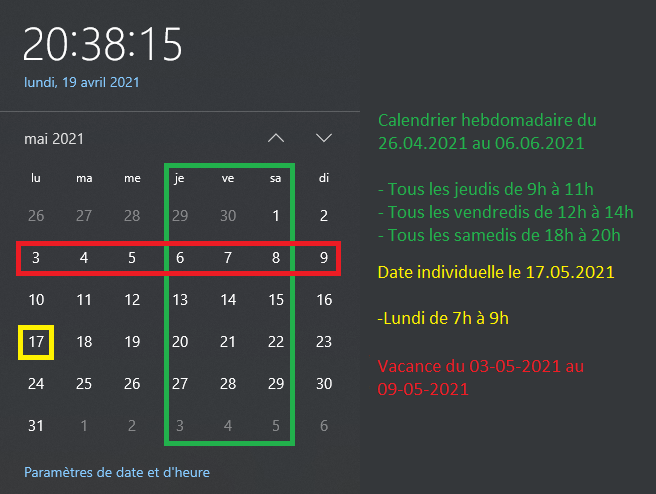 20:38:15
lundi, 19 avril 2021
mai 2021
lu ma me je ve sa di
26 27 28 29 30 1 2
3 4 5 6 7 8 9
10 11 12 13 14 15 16
17 18 19 20 21 22 23
24 25 26 27 28 29 30
31 1 2 3 4 5 6
Paramètres de date et d'heure
Calendrier hebdomadaire du
26.04.2021 au 06.06.2021
- Tous les jeudis de 9h à 11h
- Tous les vendredis de 12h à 14h
- Tous les samedis de 18h à 20h
Date individuelle le 17.05.2021
-Lundi de 7h à 9h
Vacance du 03-05-2021 au
09-05-2021